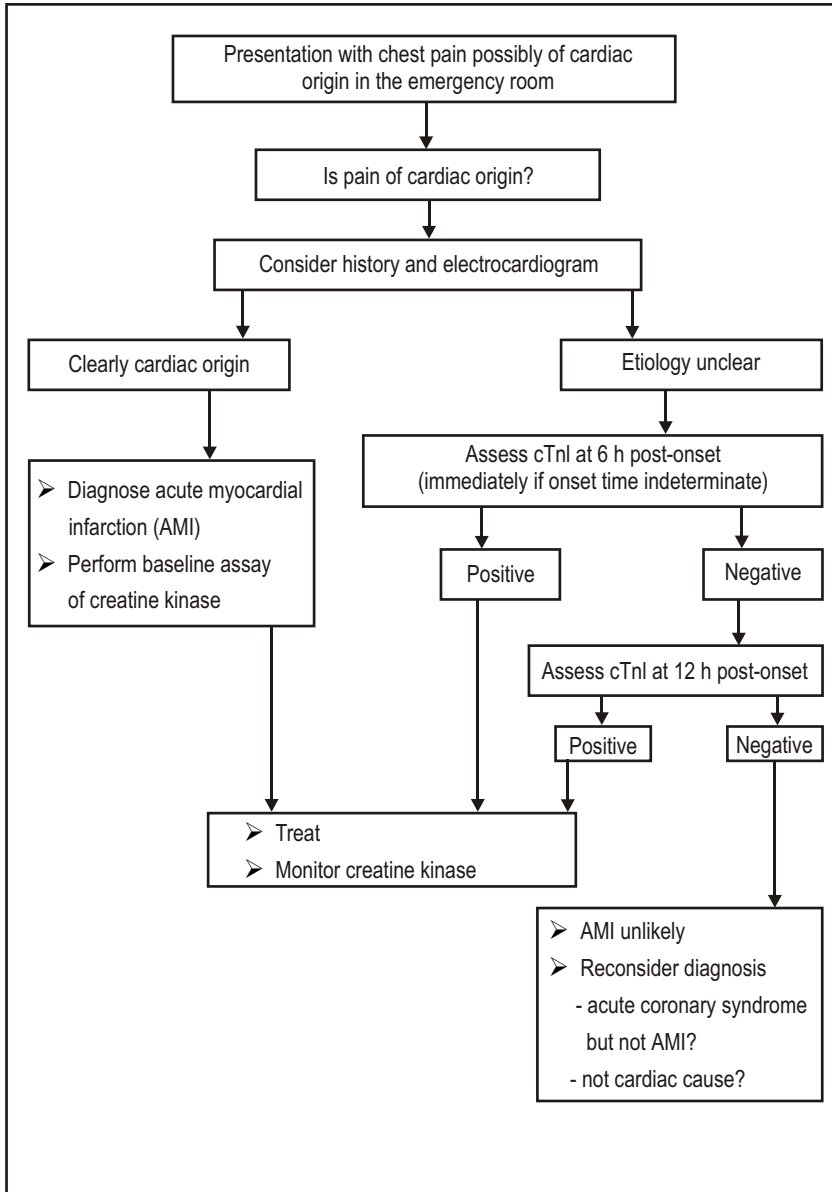 Presentation with chest pain possibly of cardiac
origin in the emergency room
Is pain of cardiac origin?
Consider history and electrocardiogram
Clearly cardiac origin
Etiology unclear
Assess cTnI at 6 h post-onset
(immediately if onset time indeterminate)
➢ Diagnose acute myocardial
infarction (AMI)
➢ Perform baseline assay
of creatine kinase
Positive
Negative
Assess cTnI at 12 h post-onset
Positive
Negative
➢ Treat
➢ Monitor creatine kinase
➢ AMI unlikely
➢ Reconsider diagnosis
- acute coronary syndrome
but not AMI?
- not cardiac cause?